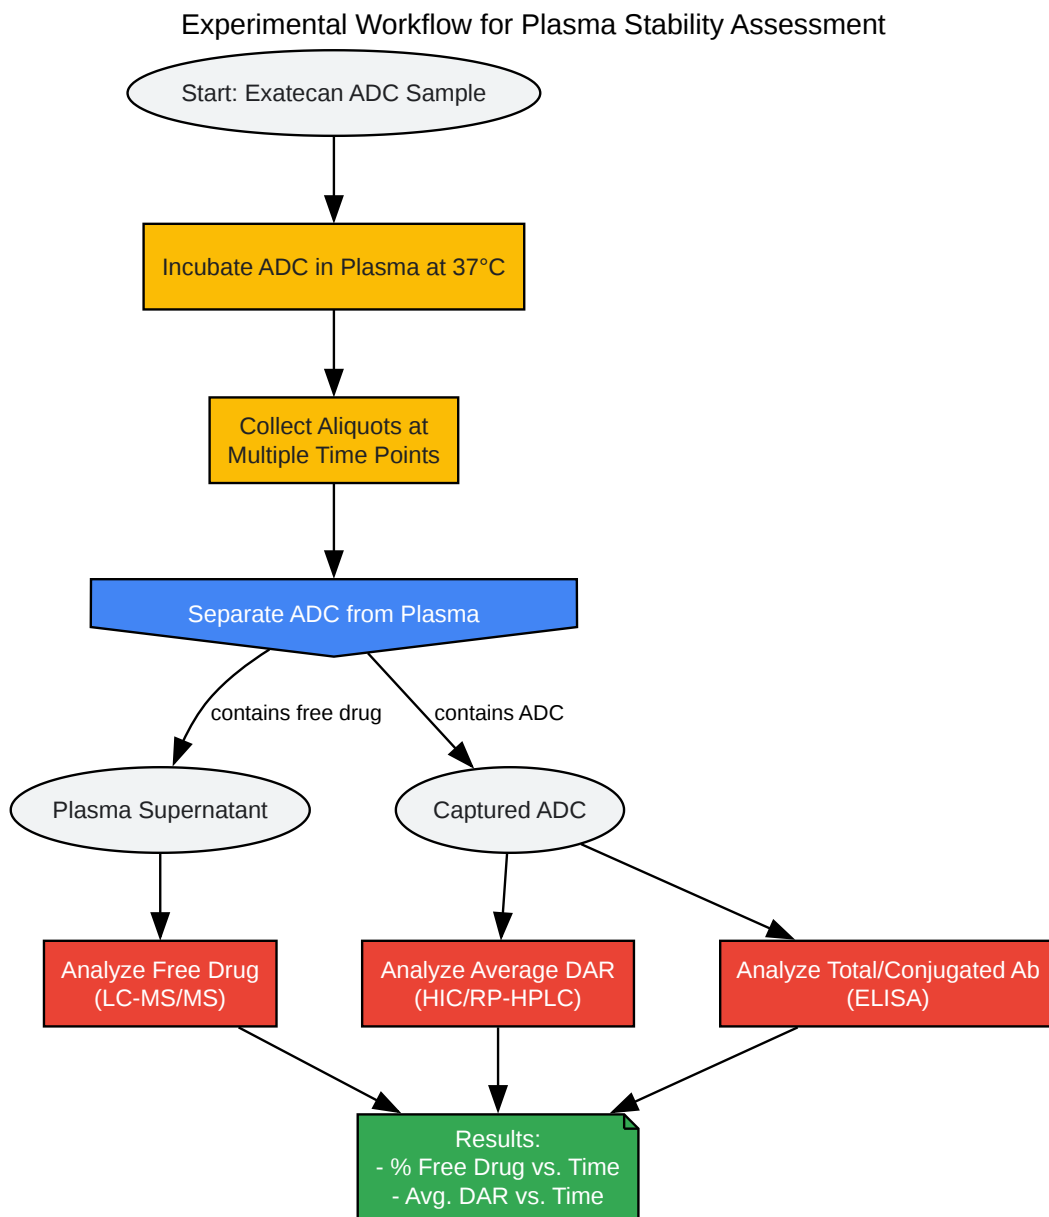 Experimental Workflow for Plasma Stability Assessment
Start: Exatecan ADC Sample
Incubate ADC in Plasma at 37°C
Collect Aliquots at
Multiple Time Points
Separate ADC from Plasma
contains free drug
contains ADC
Plasma Supernatant
Captured ADC
Analyze Free Drug
(LC-MS/MS)
Analyze Average DAR
(HIC/RP-HPLC)
Analyze Total/Conjugated Ab
(ELISA)
Results:
- % Free Drug vs. Time
- Avg. DAR vs. Time